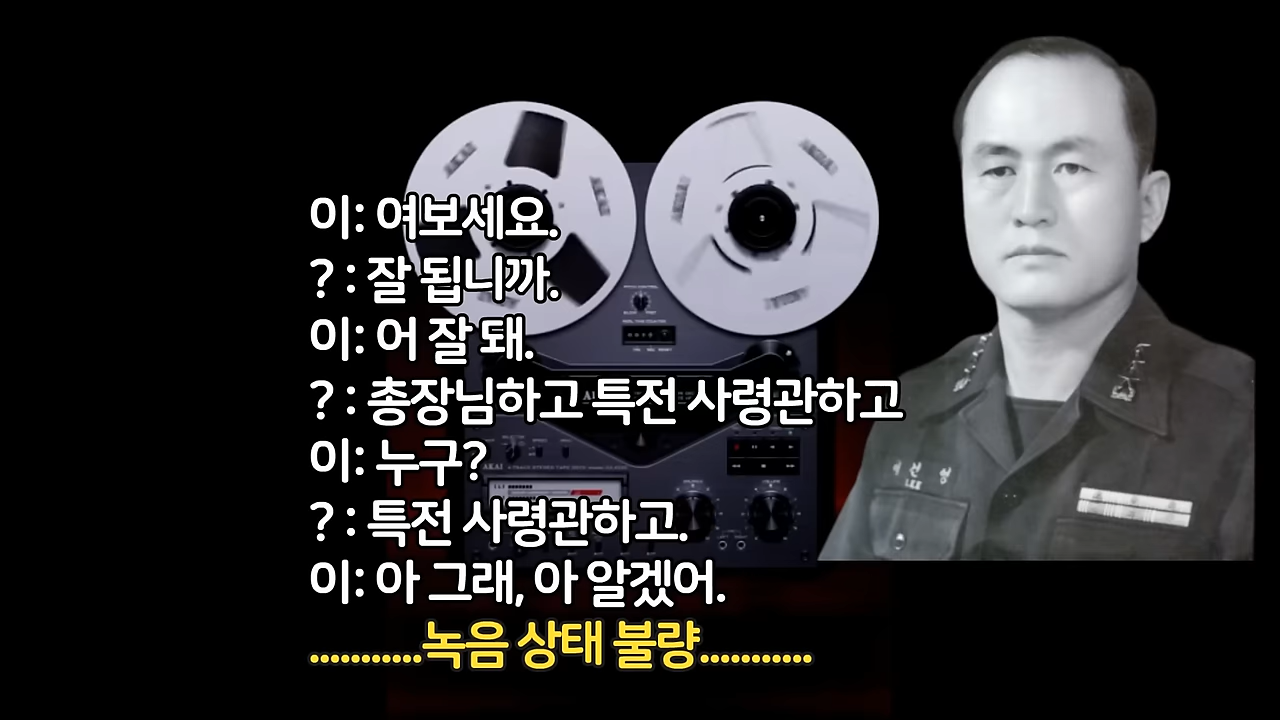 이: 여보세요.
? : 잘 됩니까.
이: 어 잘 돼.
? : 총장님하고 특전 사령관하고
이: 누구?
? : 특전 사령관하고.
이: 아 그래, 아 알겠어.
...........녹음 상태 불량...........
AKAI
LEE